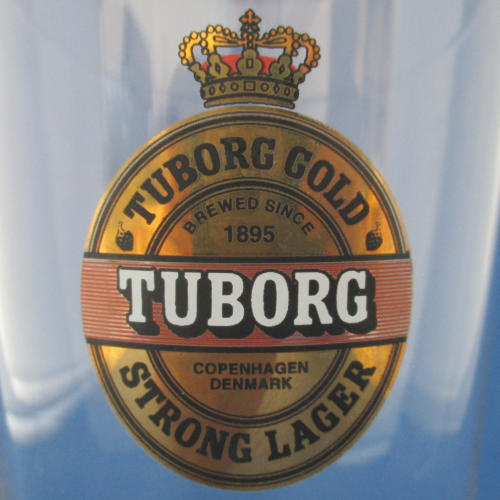 TUBORG GOLD
BREWED SINCE
1895
TUBORG
COPENHAGEN
DENMARK
STRONG LAGER